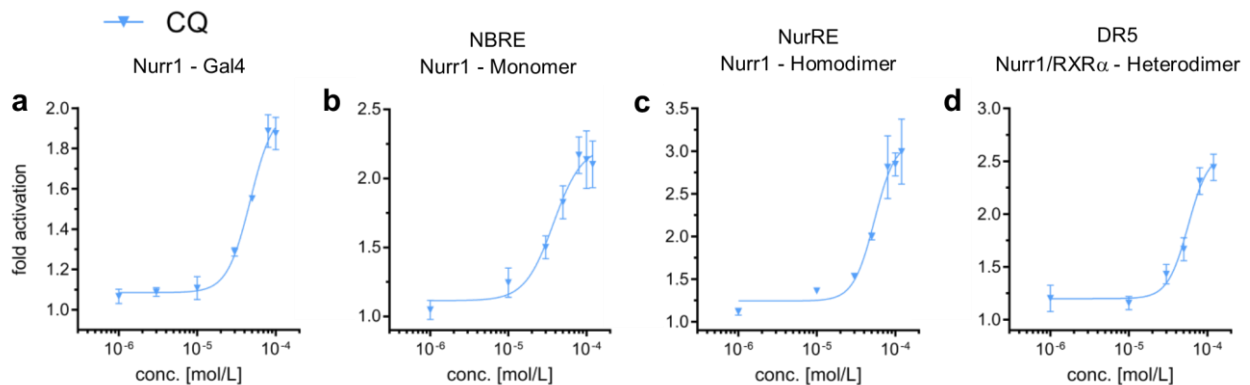 CQ
a
Nurr1 - Gal4
fold activation
2.0
1.8
1.6
1.4
1.2
1.0
10⁻⁶
10⁻⁵
10⁻⁴
conc. [mol/L]
b
NBRE
Nurr1 - Monomer
2.5
2.0
1.5
1.0
10⁻⁶
10⁻⁵
10⁻⁴
conc. [mol/L]
c
NurRE
Nurr1 - Homodimer
3.5
3.0
2.5
2.0
1.5
1.0
10⁻⁶
10⁻⁵
10⁻⁴
conc. [mol/L]
d
DR5
Nurr1/RXRα - Heterodimer
3.0
2.5
2.0
1.5
1.0
10⁻⁶
10⁻⁵
10⁻⁴
conc. [mol/L]